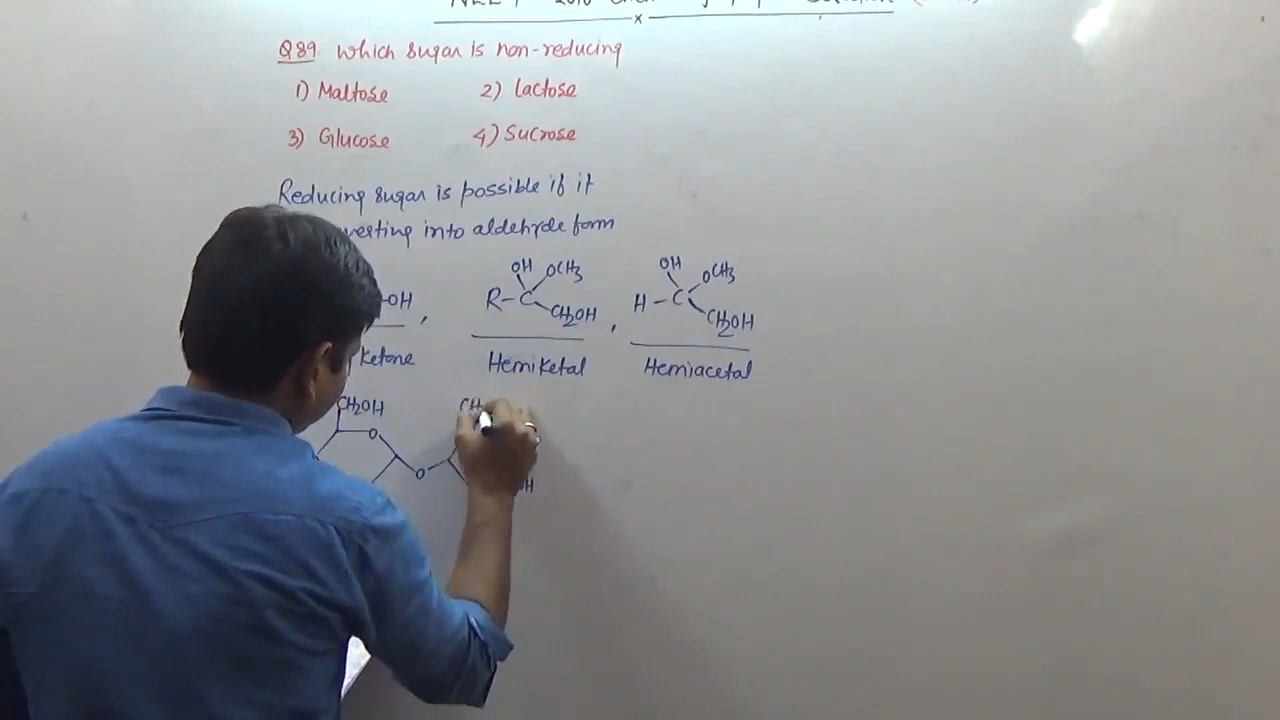 Q89. which sugar is non-reducing
1) Maltose 2) Lactose
3) Glucose 4) Sucrose
Reducing sugar is possible if it
into aldehyde form
OH OCH3 OH OCH3
-OH , R-C , H-C
CH2OH CH2OH
ketone Hemiketal Hemiacetal
CH2OH
O
O